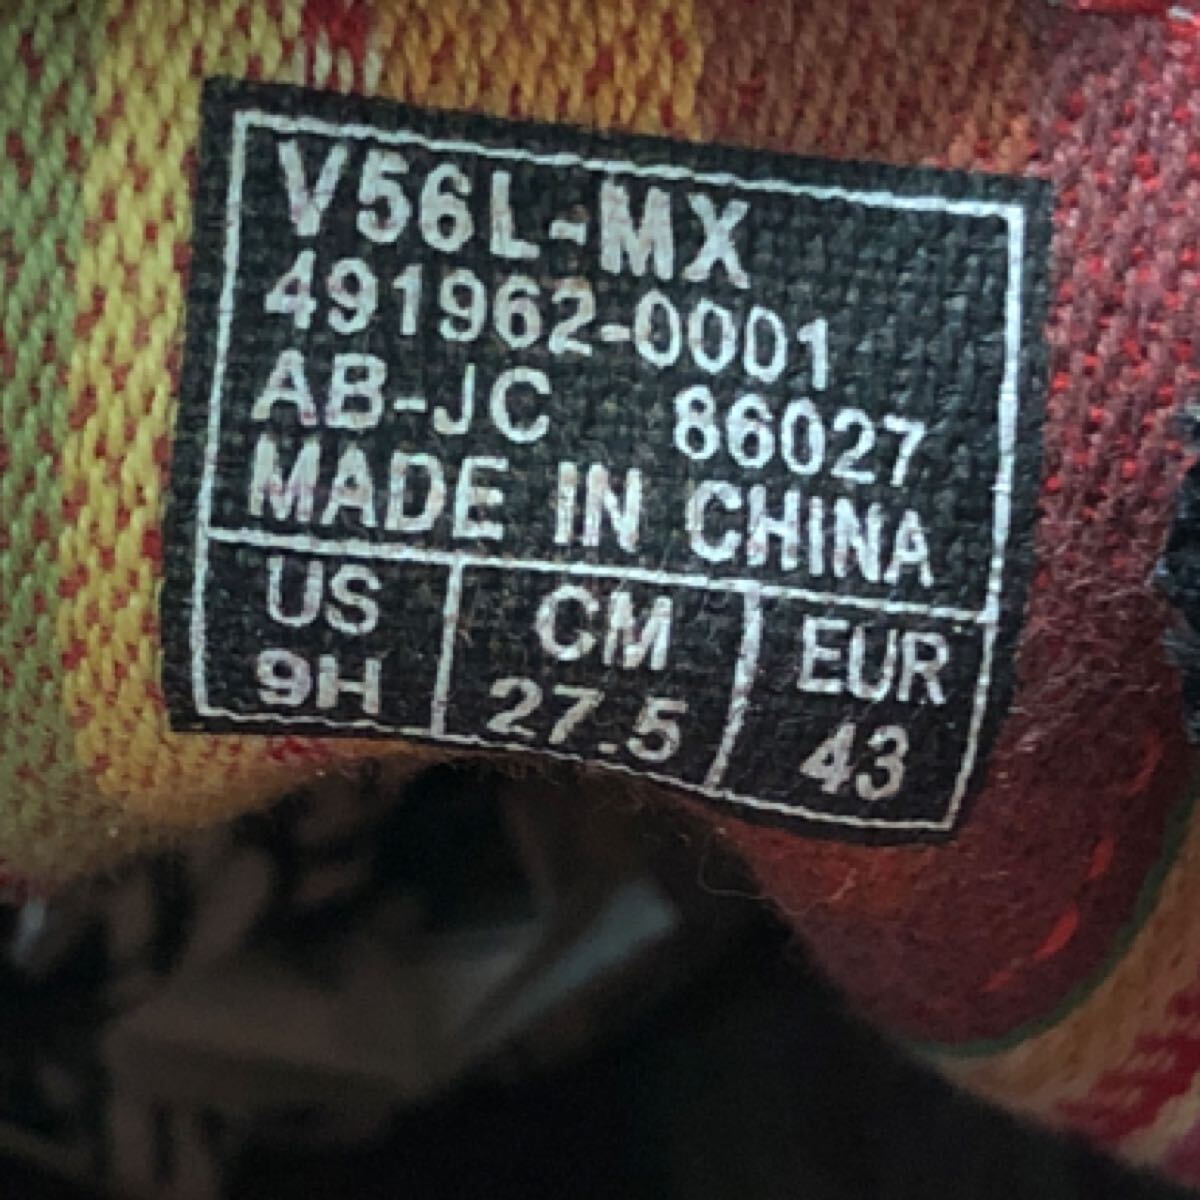 V56L-MX
491962-0001
AB-JC 86027
MADE IN CHINA
US CM EUR
9H 27.5 43